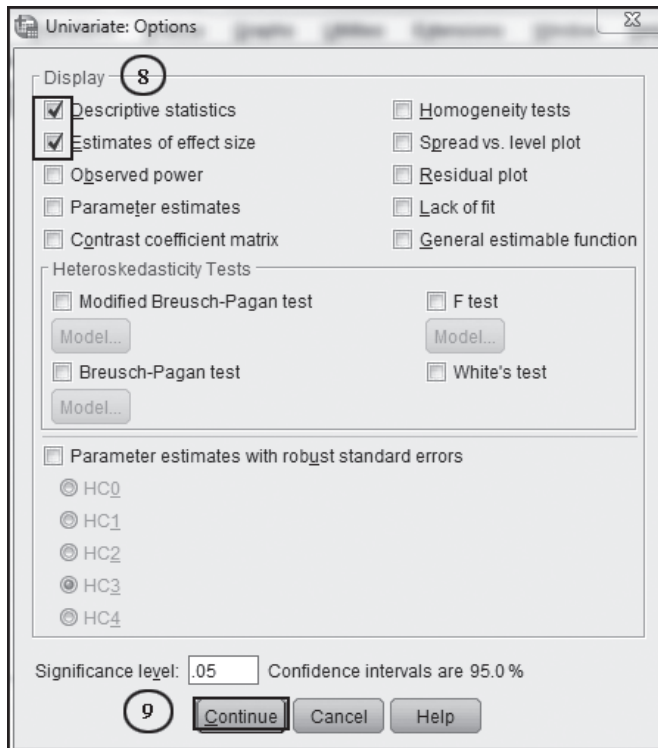 Univariate: Options
Display 8
Descriptive statistics
Homogeneity tests
Estimates of effect size
Spread vs. level plot
Observed power
Residual plot
Parameter estimates
Lack of fit
Contrast coefficient matrix
General estimable function
Heteroskedasticity Tests
Modified Breusch-Pagan test
F test
Model...
Model...
Breusch-Pagan test
White's test
Model...
Parameter estimates with robust standard errors
HC0
HC1
HC2
HC3
HC4
Significance level: .05 Confidence intervals are 95.0 %
9 Continue Cancel Help